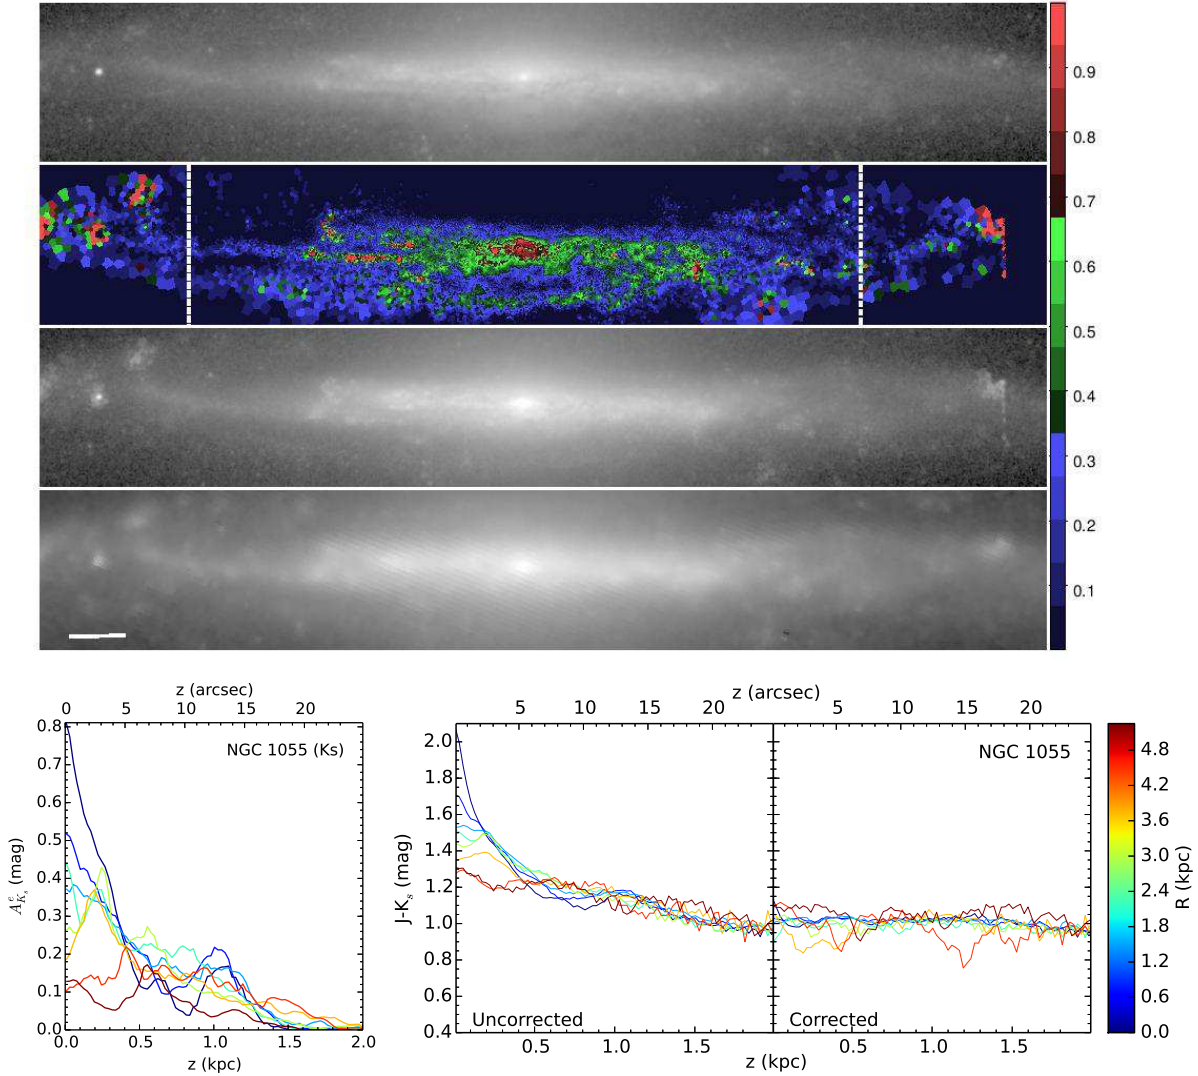 0.9
0.8
0.7
0.6
0.5
0.4
0.3
0.2
0.1
z (arcsec)
0 5 10 15 20
0.8
0.7
0.6
0.5
0.4
0.3
0.2
0.1
0.0
A^e_{K_s} (mag)
NGC 1055 (Ks)
0.0 0.5 1.0 1.5 2.0
z (kpc)
z (arcsec)
5 10 15 20 5 10 15 20
2.0
1.8
1.6
1.4
1.2
1.0
0.8
0.6
0.4
J-K_s (mag)
NGC 1055
Uncorrected Corrected
0.5 1.0 1.5 0.5 1.0 1.5
z (kpc)
4.8
4.2
3.6
3.0
2.4
1.8
1.2
0.6
0.0
R (kpc)